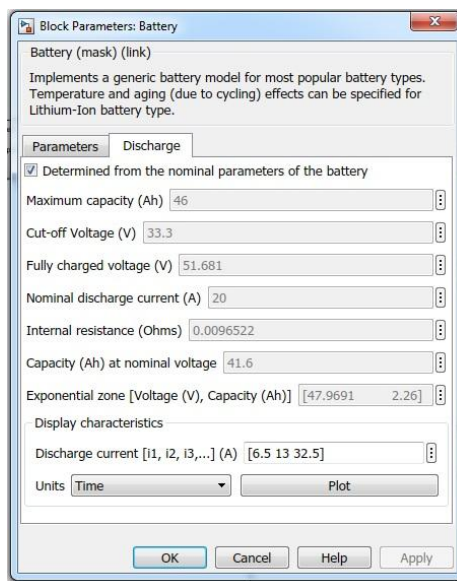 Block Parameters: Battery
Battery (mask) (link)
Implements a generic battery model for most popular battery types.
Temperature and aging (due to cycling) effects can be specified for
Lithium-Ion battery type.
Parameters Discharge
Determined from the nominal parameters of the battery
Maximum capacity (Ah) 46
Cut-off Voltage (V) 33.3
Fully charged voltage (V) 51.681
Nominal discharge current (A) 20
Internal resistance (Ohms) 0.0096522
Capacity (Ah) at nominal voltage 41.6
Exponential zone [Voltage (V), Capacity (Ah)] [47.9691 2.26]
Display characteristics
Discharge current [i1, i2, i3,...] (A) [6.5 13 32.5]
Units Time Plot
OK Cancel Help Apply